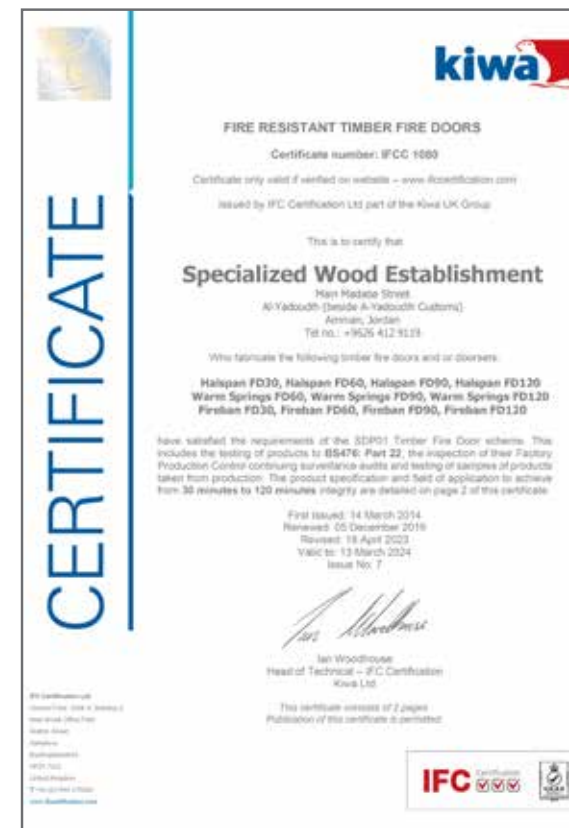 kiwa
FIRE RESISTANT TIMBER FIRE DOORS
Certificate number: IFCC 1080
Certificate only valid if verified on website – www.ifccertification.com
Issued by IFC Certification Ltd part of the Kiwa UK Group
This is to certify that
Specialized Wood Establishment
Main Madaba Street
Al-Yadoudh (beside A-Yadoudh Customs)
Amman, Jordan
Tel no.: +9626 412 9119
Who fabricate the following timber fire doors and or doorsets:
Halspan FD30, Halspan FD60, Halspan FD90, Halspan FD120
Warm Springs FD60, Warm Springs FD90, Warm Springs FD120
Fireban FD30, Fireban FD60, Fireban FD90, Fireban FD120
have satisfied the requirements of the SDP01 Timber Fire Door scheme. This
includes the testing of products to BS476: Part 22, the inspection of their Factory
Production Control continuing surveillance audits and testing of samples of products
taken from production. The product specification and field of application to achieve
from 30 minutes to 120 minutes integrity are detailed on page 2 of this certificate.
First issued: 14 March 2014
Renewed: 05 December 2019
Revised: 18 April 2023
Valid to: 13 March 2024
Issue No: 7
Ian Woodhouse
Head of Technical – IFC Certification
Kiwa Ltd
This certificate consists of 2 pages
Publication of this certificate is permitted
CERTIFICATE
IFC Certification Ltd
United Kingdom
www.ifccertification.com
IFC Certification